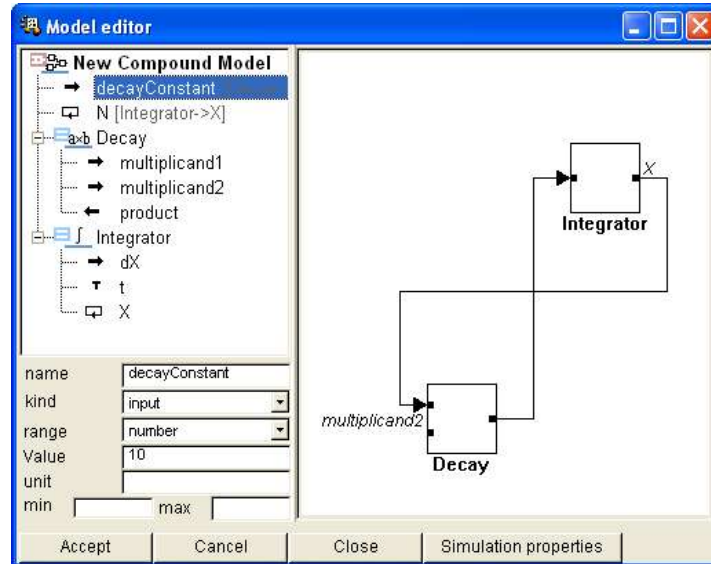 Model editor
New Compound Model
decayConstant
N [Integrator->X]
a×b Decay
multiplicand1
multiplicand2
product
∫ Integrator
dX
T t
X
name decayConstant
kind input
range number
Value 10
unit
min max
X
Integrator
multiplicand2
Decay
Accept Cancel Close Simulation properties